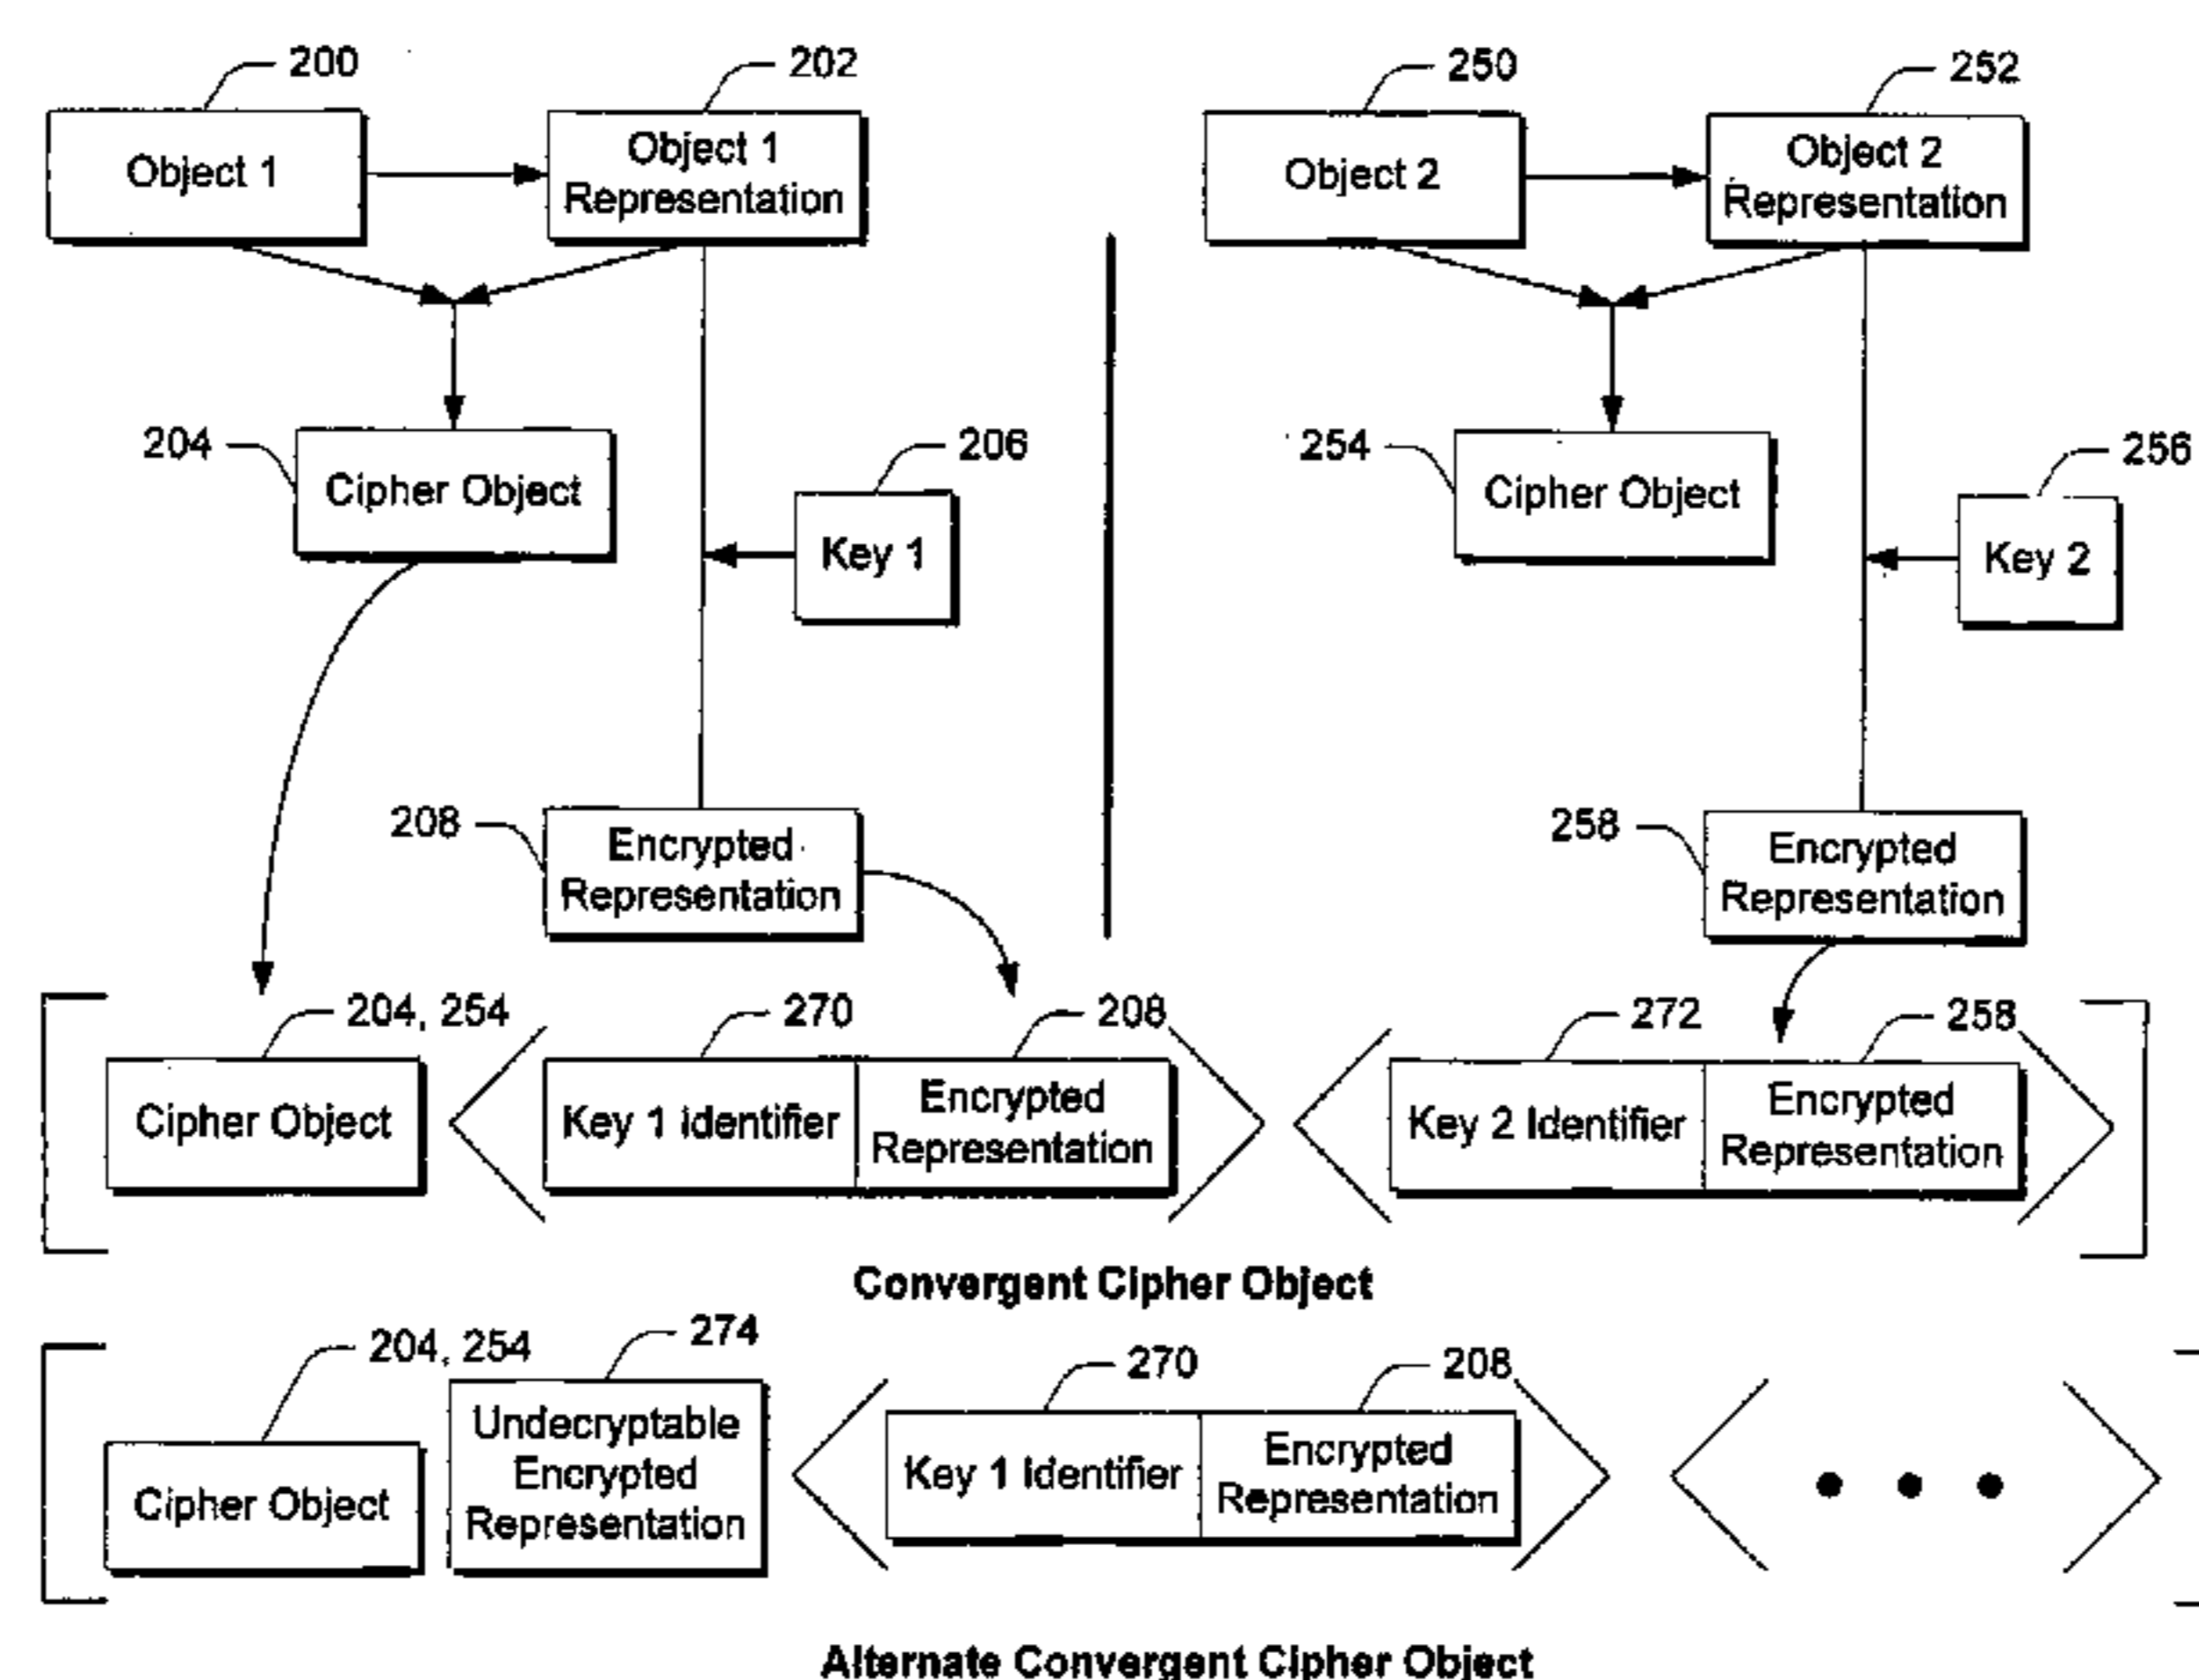 200
202
250
252
Object 1
Object 1
Representation
Object 2
Object 2
Representation
204
Cipher Object
206
Key 1
254
Cipher Object
256
Key 2
208
Encrypted
Representation
258
Encrypted
Representation
204, 254
270
208
272
258
Cipher Object
Key 1 Identifier
Encrypted
Representation
Key 2 Identifier
Encrypted
Representation
Convergent Cipher Object
204, 254
274
270
208
Cipher Object
Undecryptable
Encrypted
Representation
Key 1 Identifier
Encrypted
Representation
● ● ●
Alternate Convergent Cipher Object